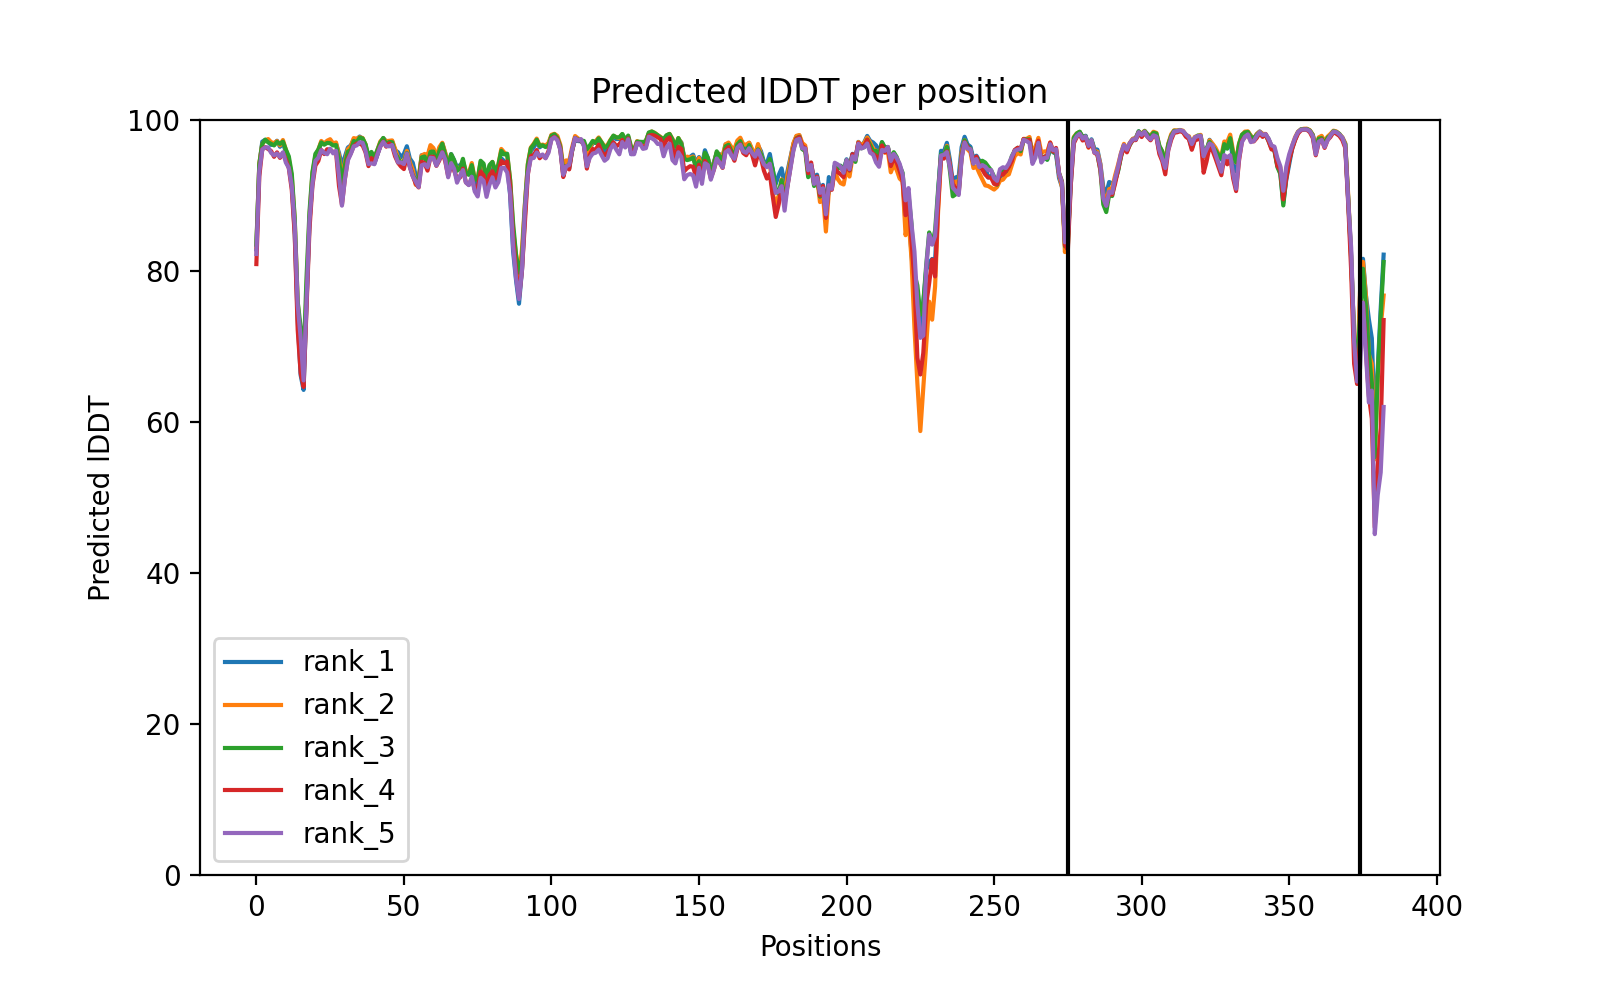 Predicted lDDT per position
100
80
60
40
20
0
Predicted lDDT
rank_1
rank_2
rank_3
rank_4
rank_5
0 50 100 150 200 250 300 350 400
Positions